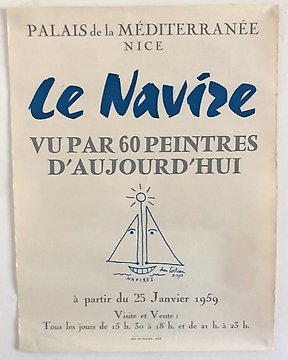 PALAIS de la MÉDITERRANÉE
NICE
Le Navire
VU PAR 60 PEINTRES
D'AUJOURD'HUI
NAVIRES
à partir du 25 Janvier 1959
Visite et Vente :
Tous les jours de 15 h. 30 à 18 h. et de 21 h. à 23 h.